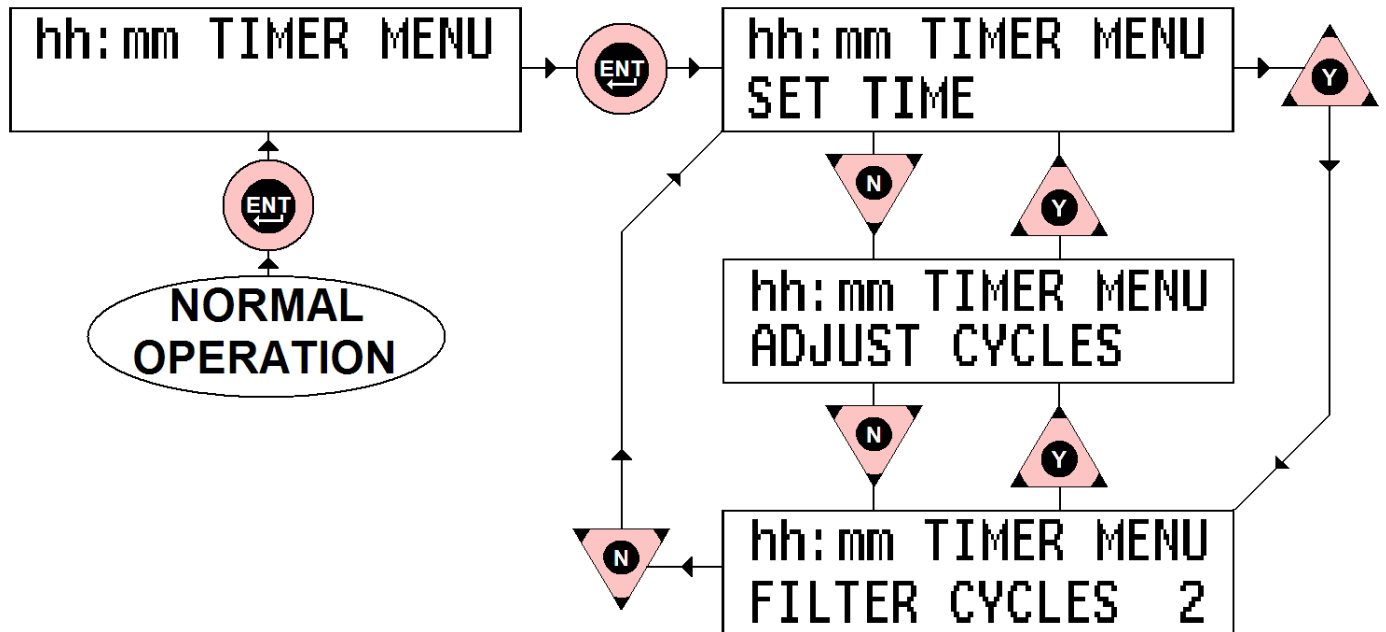 hh:mm TIMER MENU
ENT
hh:mm TIMER MENU
SET TIME
Y
ENT
NORMAL
OPERATION
N
Y
hh:mm TIMER MENU
ADJUST CYCLES
N
Y
N
hh:mm TIMER MENU
FILTER CYCLES 2